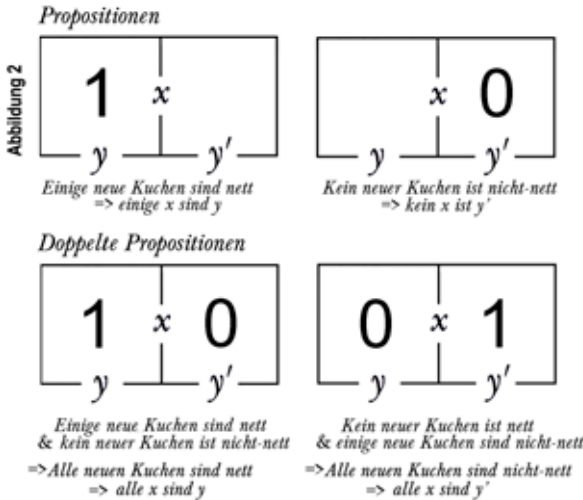 Propositionen
Abbildung 2
1 x
y y'
Einige neue Kuchen sind nett
=> einige x sind y
x 0
y y'
Kein neuer Kuchen ist nicht-nett
=> kein x ist y'
Doppelte Propositionen
1 x 0
y y'
Einige neue Kuchen sind nett
& kein neuer Kuchen ist nicht-nett
=>Alle neuen Kuchen sind nett
=> alle x sind y
0 x 1
y y'
Kein neuer Kuchen ist nett
& einige neue Kuchen sind nicht-nett
=>Alle neuen Kuchen sind nicht-nett
=> alle x sind y'